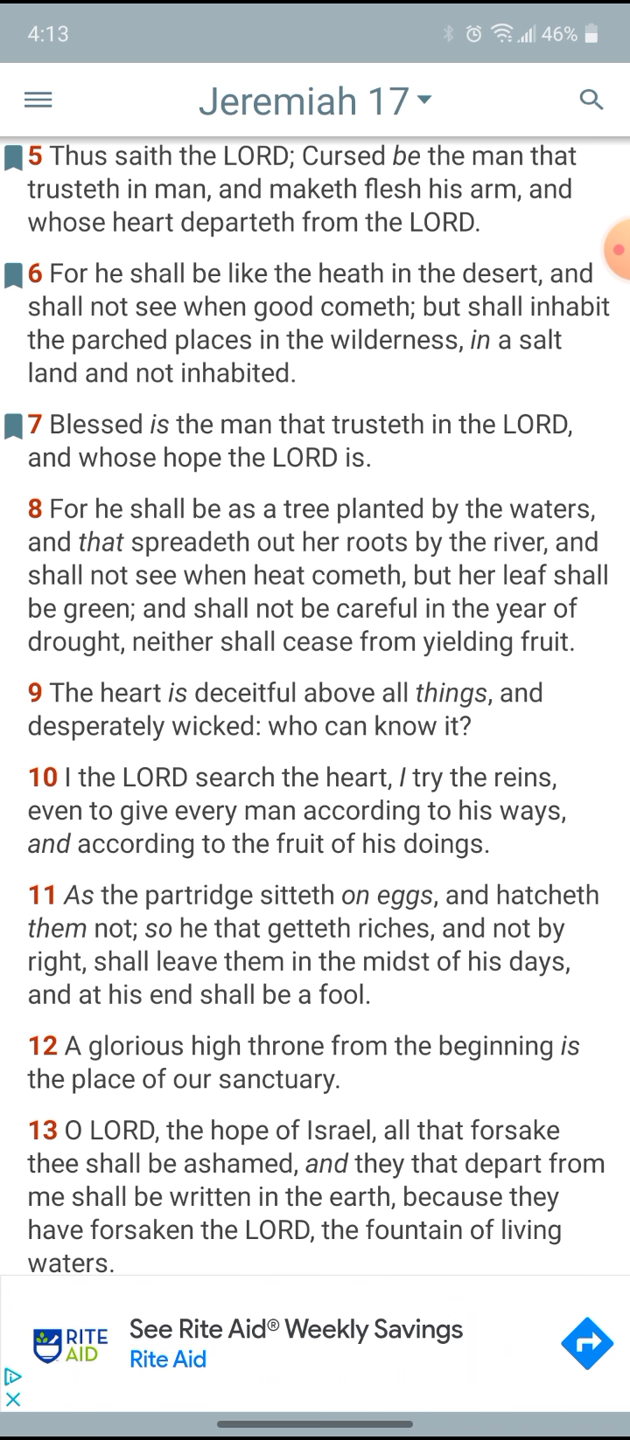 4:13
46%
Jeremiah 17
5 Thus saith the LORD; Cursed be the man that
trusteth in man, and maketh flesh his arm, and
whose heart departeth from the LORD.
6 For he shall be like the heath in the desert, and
shall not see when good cometh; but shall inhabit
the parched places in the wilderness, in a salt
land and not inhabited.
7 Blessed is the man that trusteth in the LORD,
and whose hope the LORD is.
8 For he shall be as a tree planted by the waters,
and that spreadeth out her roots by the river, and
shall not see when heat cometh, but her leaf shall
be green; and shall not be careful in the year of
drought, neither shall cease from yielding fruit.
9 The heart is deceitful above all things, and
desperately wicked: who can know it?
10 I the LORD search the heart, I try the reins,
even to give every man according to his ways,
and according to the fruit of his doings.
11 As the partridge sitteth on eggs, and hatcheth
them not; so he that getteth riches, and not by
right, shall leave them in the midst of his days,
and at his end shall be a fool.
12 A glorious high throne from the beginning is
the place of our sanctuary.
13 O LORD, the hope of Israel, all that forsake
thee shall be ashamed, and they that depart from
me shall be written in the earth, because they
have forsaken the LORD, the fountain of living
waters.
RITE
AID
See Rite Aid® Weekly Savings
Rite Aid